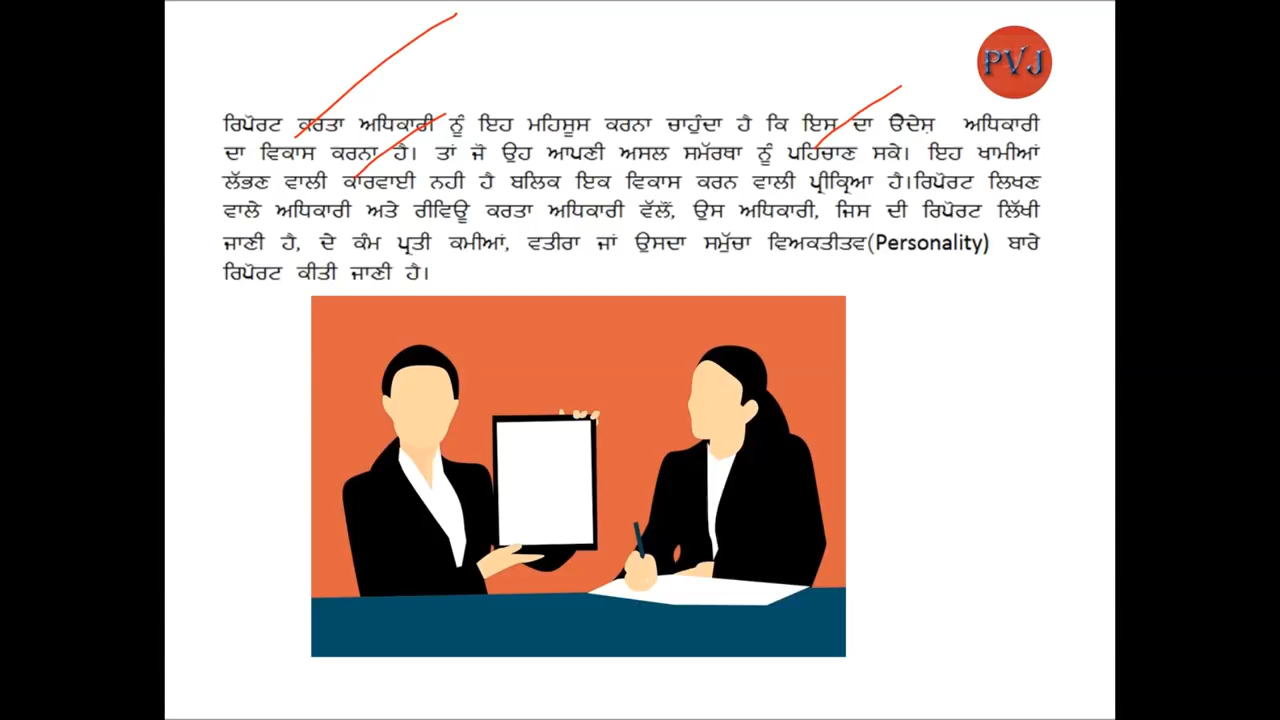 PVJ
ਰਿਪੋਰਟ ਕਰਤਾ ਅਧਿਕਾਰੀ ਨੂੰ ਇਹ ਮਹਿਸੂਸ ਕਰਨਾ ਚਾਹੁੰਦਾ ਹੈ ਕਿ ਇਸ ਦਾ ਓਦੇਸ਼ ਅਧਿਕਾਰੀ
ਦਾ ਵਿਕਾਸ ਕਰਨਾ ਹੈ। ਤਾਂ ਜੋ ਉਹ ਆਪਣੀ ਅਸਲ ਸਮੱਰਥਾ ਨੂੰ ਪਹਿਚਾਣ ਸਕੇ। ਇਹ ਖਾਮੀਆਂ
ਲੱਭਣ ਵਾਲੀ ਕਾਰਵਾਈ ਨਹੀ ਹੈ ਬਲਿਕ ਇਕ ਵਿਕਾਸ ਕਰਨ ਵਾਲੀ ਪ੍ਰੀਕ੍ਰਿਆ ਹੈ।ਰਿਪੋਰਟ ਲਿਖਣ
ਵਾਲੇ ਅਧਿਕਾਰੀ ਅਤੇ ਰੀਵਿਊ ਕਰਤਾ ਅਧਿਕਾਰੀ ਵੱਲੋਂ, ਉਸ ਅਧਿਕਾਰੀ, ਜਿਸ ਦੀ ਰਿਪੋਰਟ ਲਿੱਖੀ
ਜਾਣੀ ਹੈ, ਦੇ ਕੰਮ ਪ੍ਰਤੀ ਕਮੀਆਂ, ਵਤੀਰਾ ਜਾਂ ਉਸਦਾ ਸਮੁੱਚਾ ਵਿਅਕਤੀਤਵ(Personality) ਬਾਰੇ
ਰਿਪੋਰਟ ਕੀਤੀ ਜਾਣੀ ਹੈ।